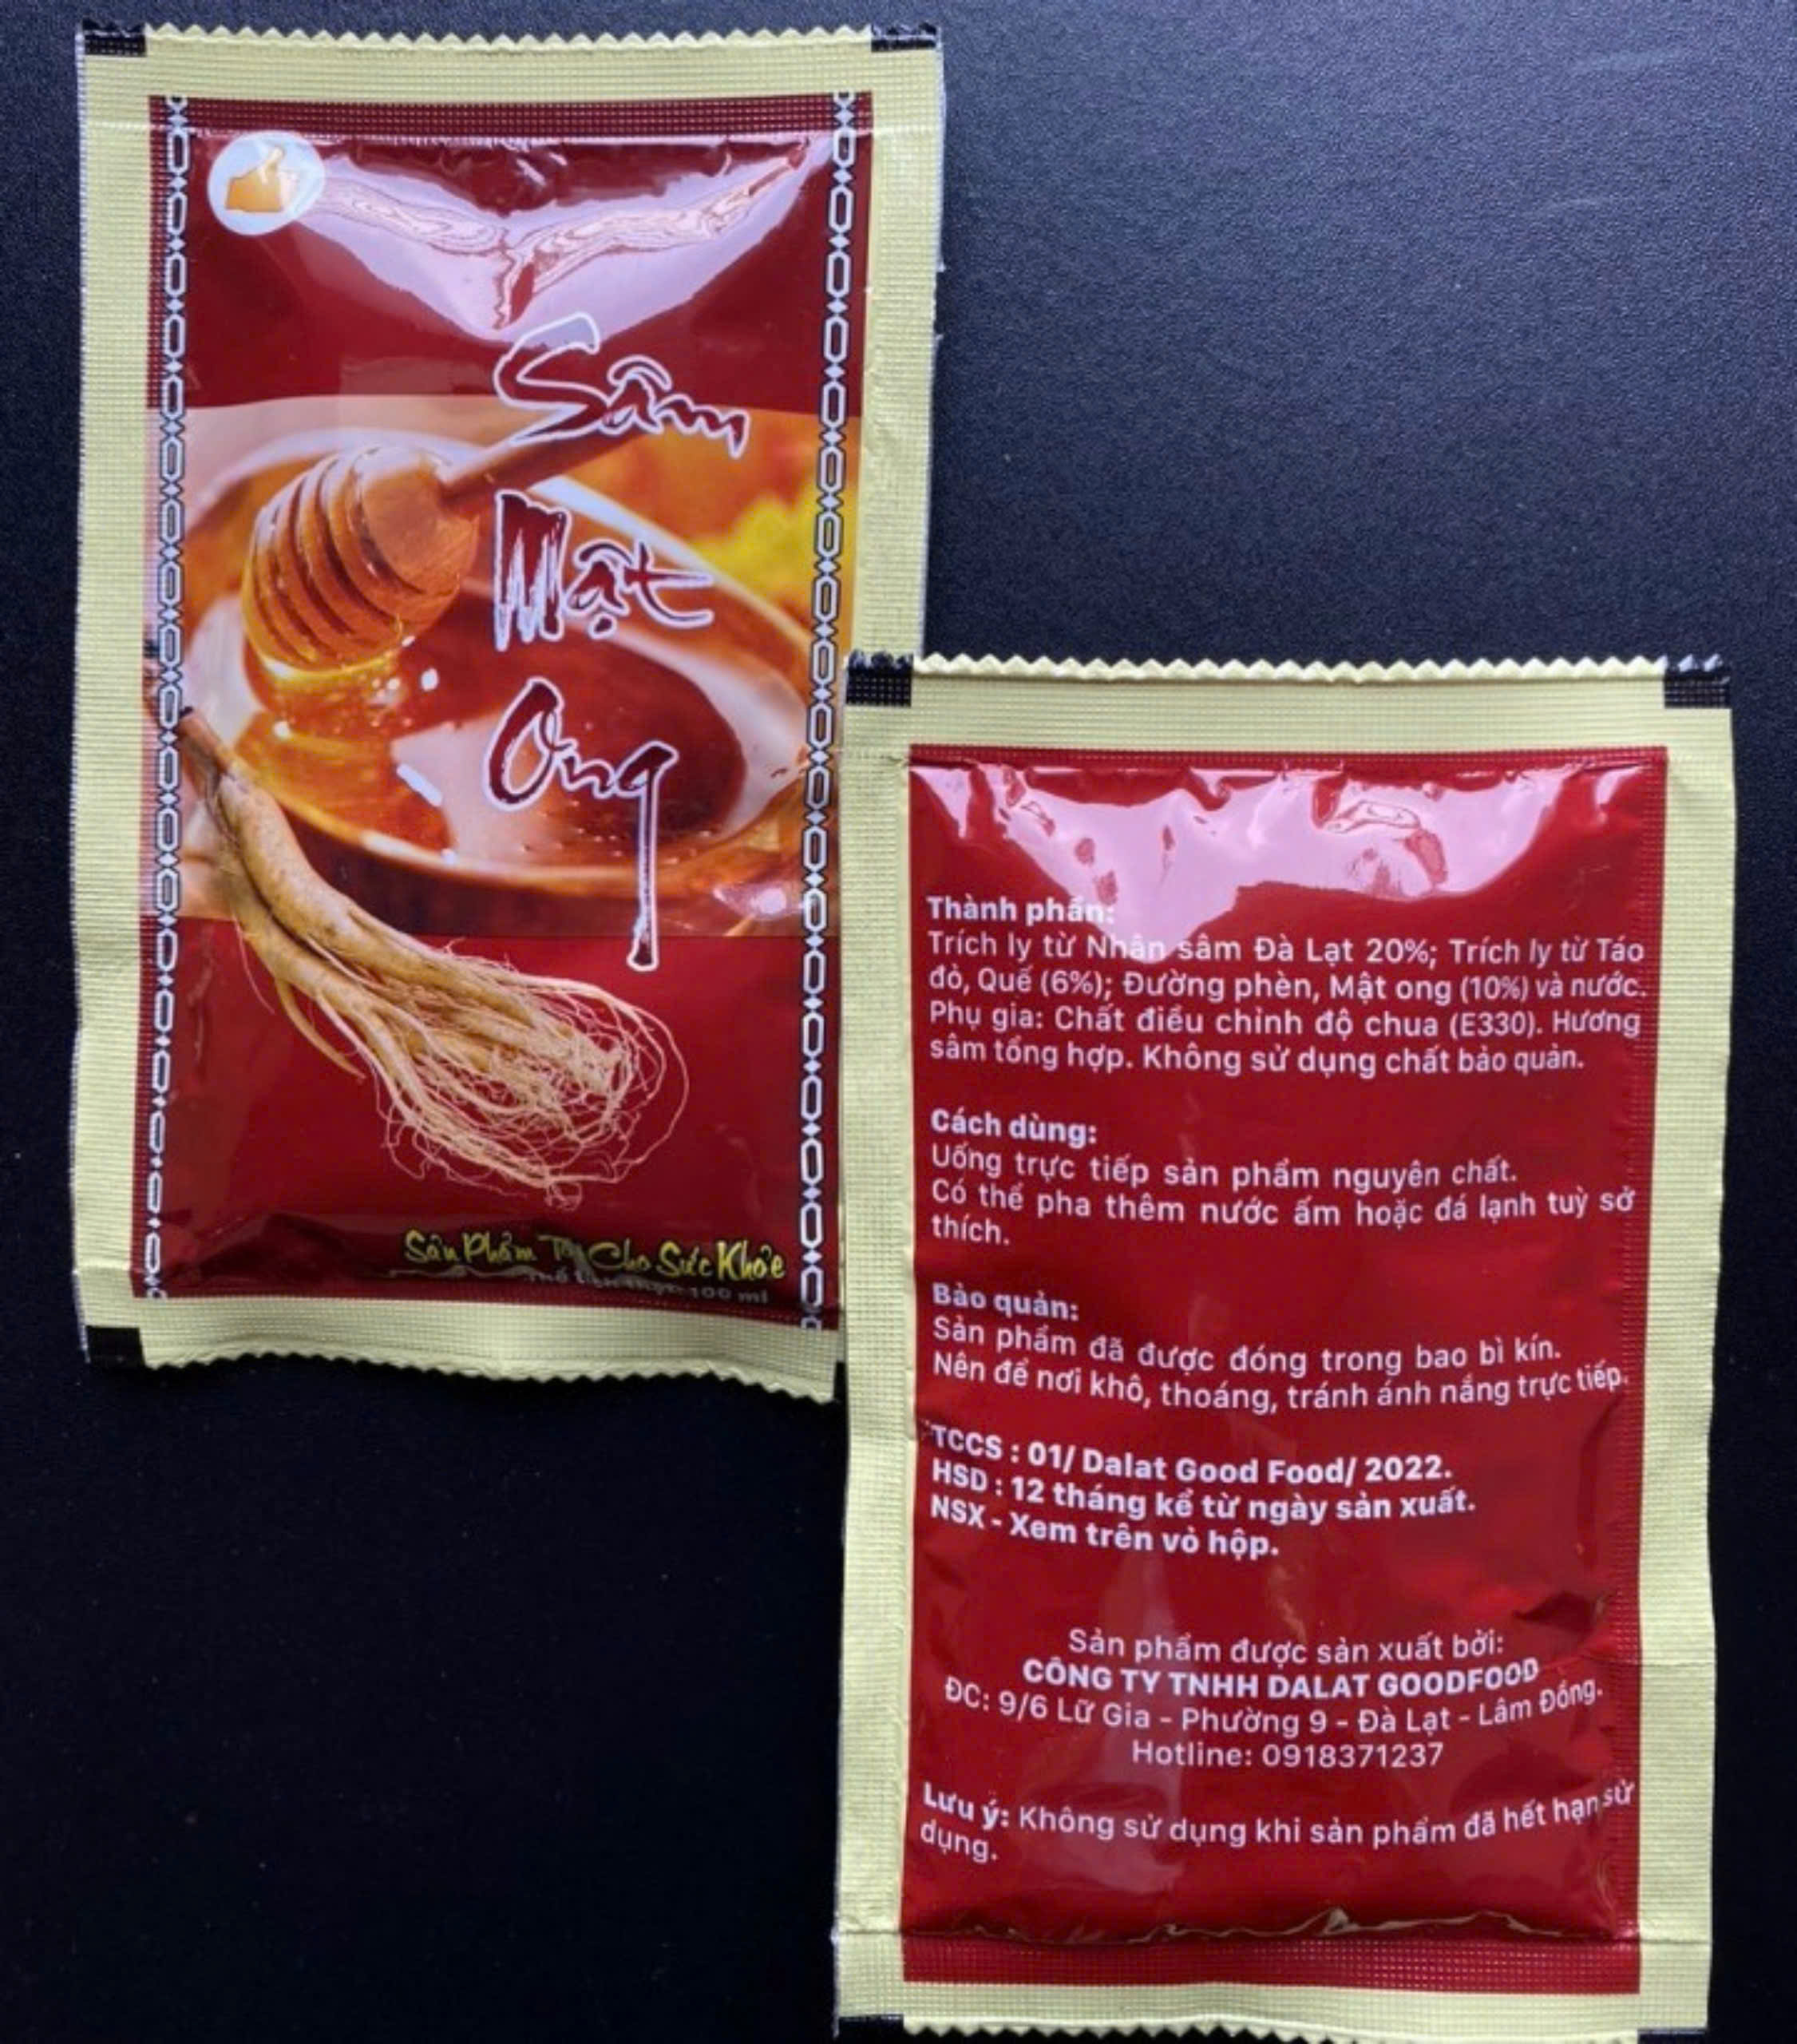 Sâm
Mật
Ong
Sản Phẩm Cho Sức Khỏe
100 ml
Thành phần:
Trích ly từ Nhân sâm Đà Lạt 20%; Trích ly từ Táo
đỏ, Quế (6%); Đường phèn, Mật ong (10%) và nước.
Phụ gia: Chất điều chỉnh độ chua (E330). Hương
sâm tổng hợp. Không sử dụng chất bảo quản.
Cách dùng:
Uống trực tiếp sản phẩm nguyên chất.
Có thể pha thêm nước ấm hoặc đá lạnh tuỳ sở
thích.
Bảo quản:
Sản phẩm đã được đóng trong bao bì kín.
Nên để nơi khô, thoáng, tránh ánh nắng trực tiếp.
TCCS : 01/ Dalat Good Food/ 2022.
HSD : 12 tháng kể từ ngày sản xuất.
NSX - Xem trên vỏ hộp.
Sản phẩm được sản xuất bởi:
CÔNG TY TNHH DALAT GOODFOOD
ĐC: 9/6 Lữ Gia - Phường 9 - Đà Lạt - Lâm Đồng.
Hotline: 0918371237
Lưu ý: Không sử dụng khi sản phẩm đã hết hạn sử
dụng.